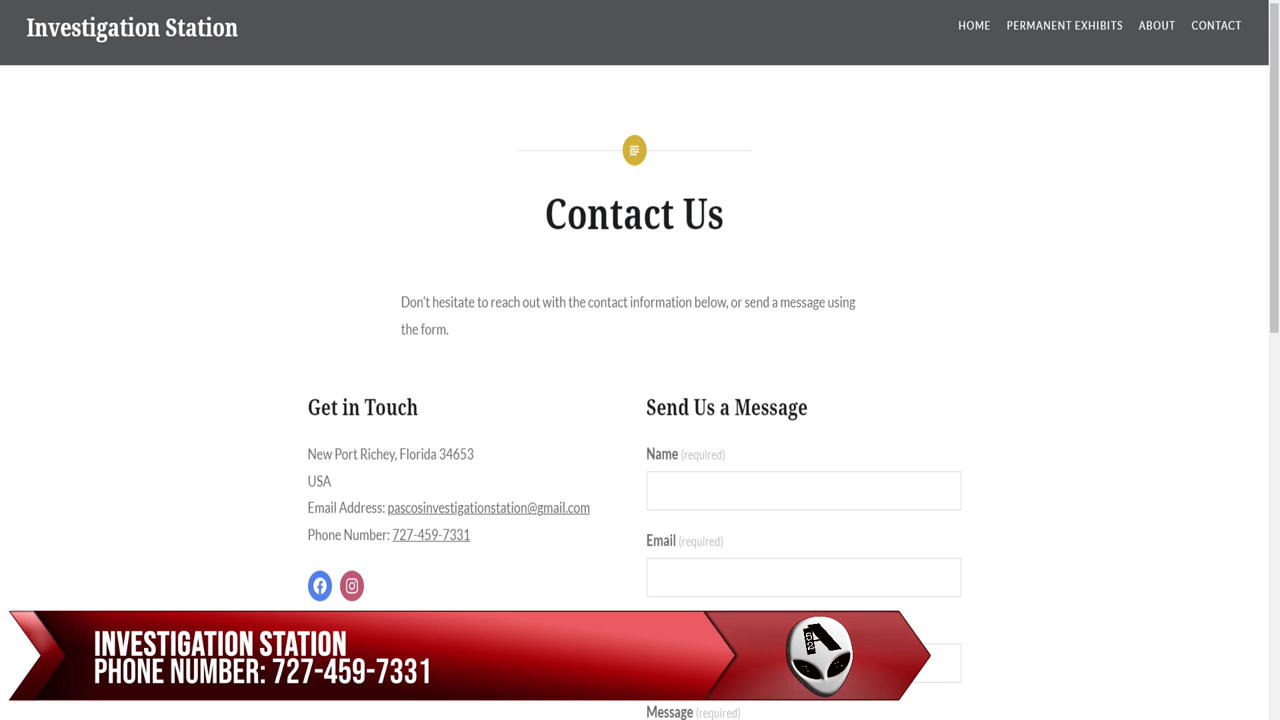 Investigation Station
HOME PERMANENT EXHIBITS ABOUT CONTACT
Contact Us
Don't hesitate to reach out with the contact information below, or send a message using
the form.
Get in Touch
New Port Richey, Florida 34653
USA
Email Address: pascosinvestigationstation@gmail.com
Phone Number: 727-459-7331
Send Us a Message
Name (required)
Email (required)
Message (required)
INVESTIGATION STATION
PHONE NUMBER: 727-459-7331